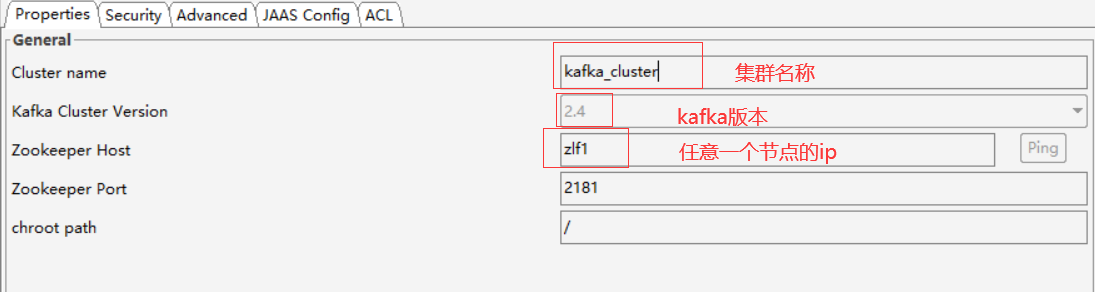 Properties Security Advanced JAAS Config ACL
General
Cluster name kafka_cluster 集群名称
Kafka Cluster Version 2.4 kafka版本
Zookeeper Host zlf1 任意一个节点的ip Ping
Zookeeper Port 2181
chroot path /